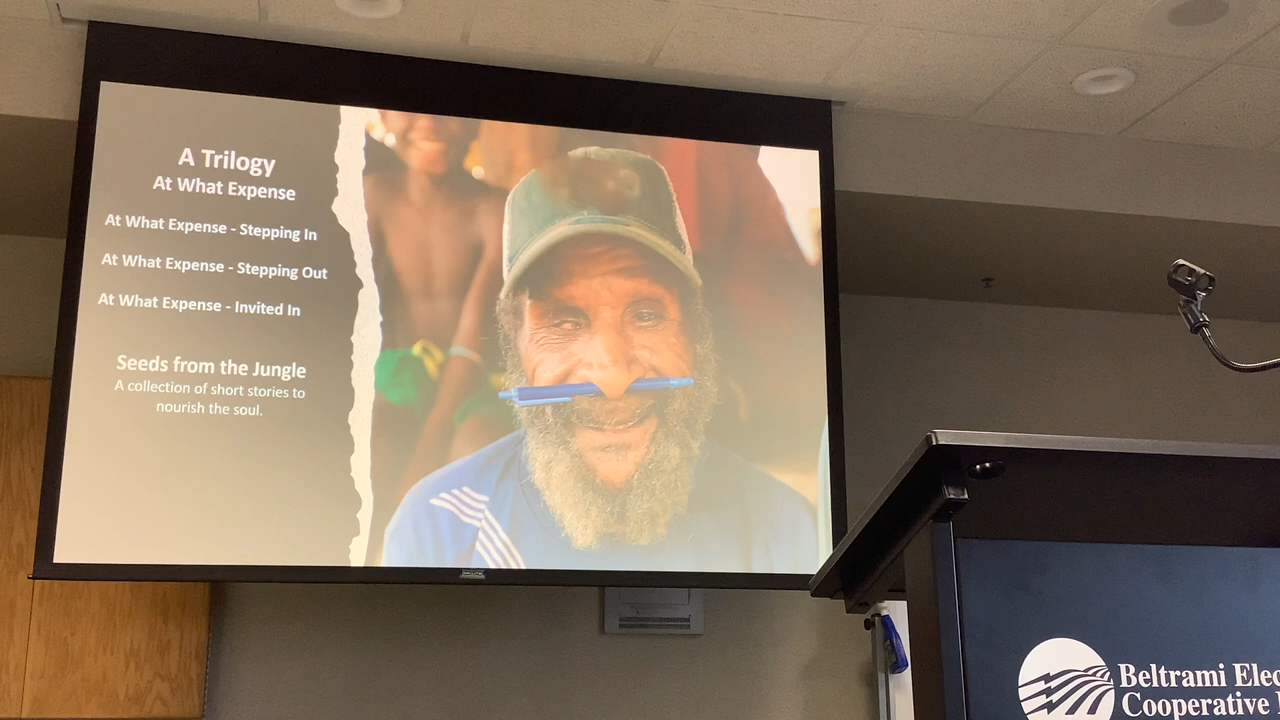 A Trilogy
At What Expense
At What Expense - Stepping In
At What Expense - Stepping Out
At What Expense - Invited In
Seeds from the Jungle
A collection of short stories to
nourish the soul.
Beltrami Elec
Cooperative